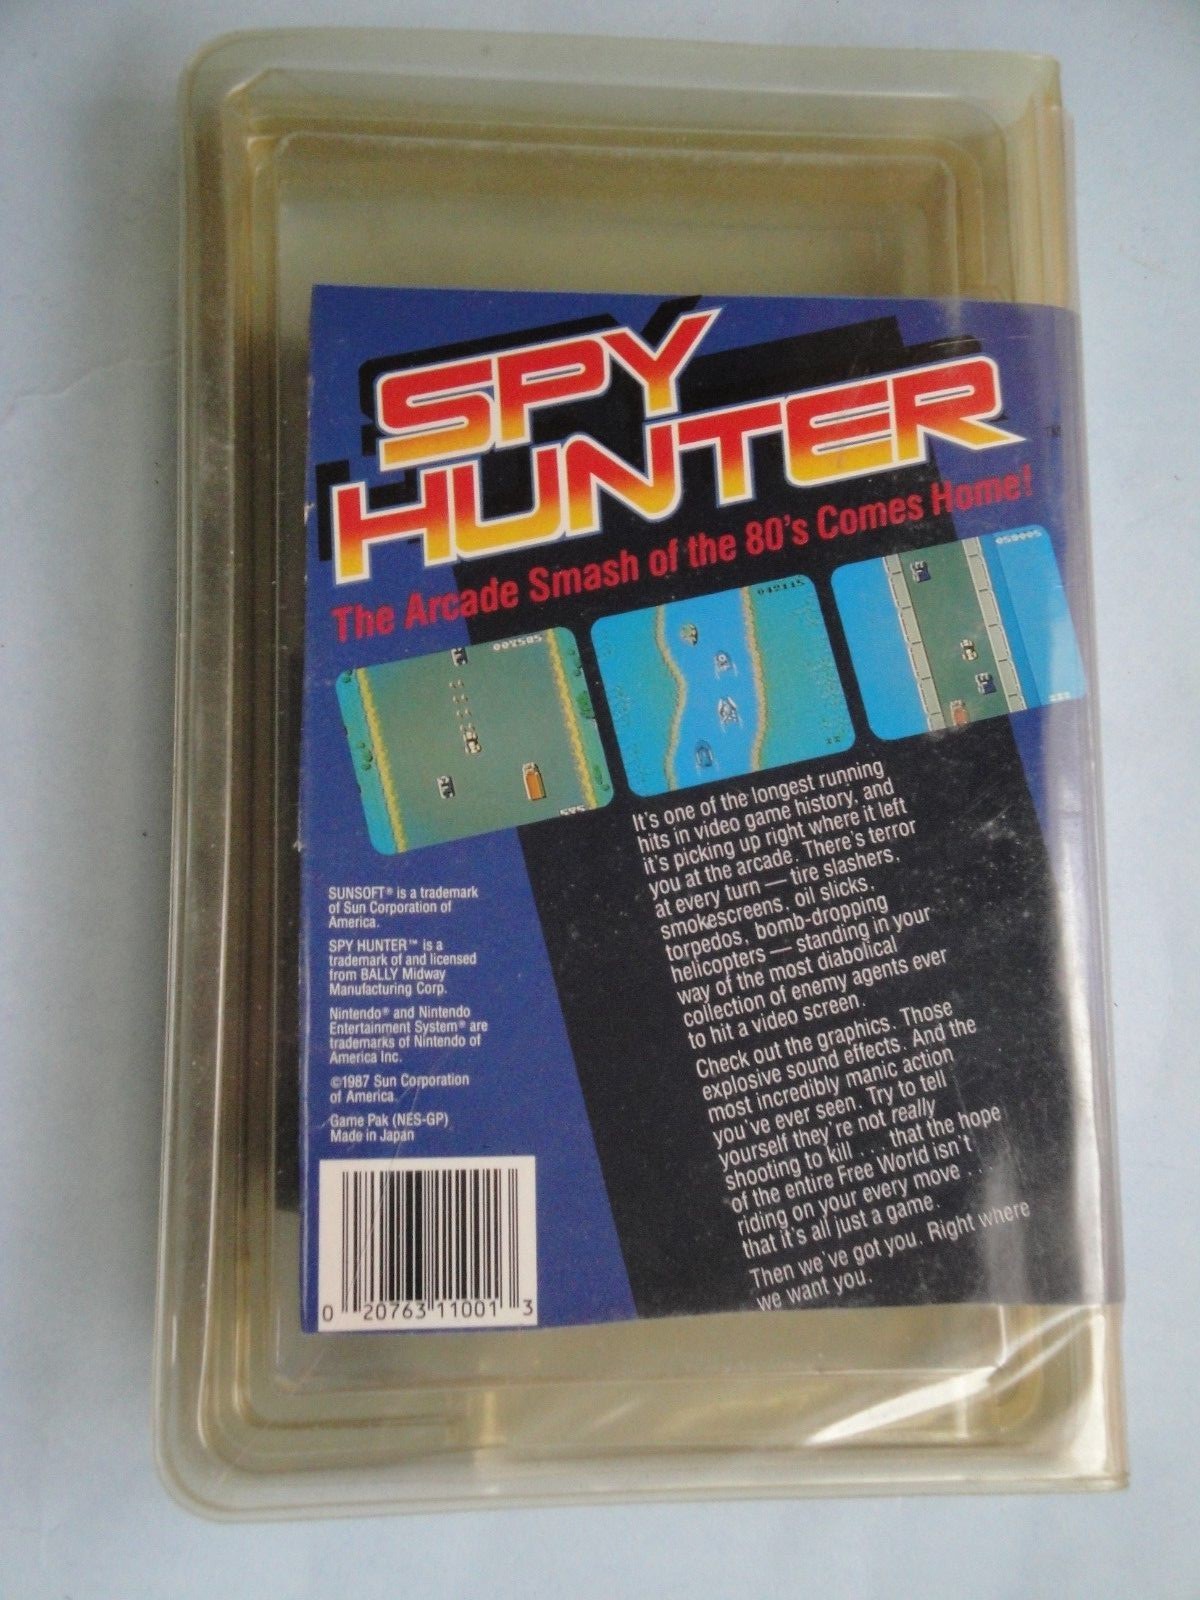 SPY
HUNTER
TM
The Arcade Smash of the 80's Comes Home!
007585
575
042115
059005
It's one of the longest running
hits in video game history, and
it's picking up right where it left
you at the arcade. There's terror
at every turn — tire slashers,
smokescreens, oil slicks,
torpedos, bomb-dropping
helicopters — standing in your
way of the most diabolical
collection of enemy agents ever
to hit a video screen.
Check out the graphics. Those
explosive sound effects. And the
most incredibly manic action
you've ever seen. Try to tell
yourself they're not really
shooting to kill . . . that the hope
of the entire Free World isn't
riding on your every move . .
that it's all just a game.
Then we've got you. Right where
we want you.
SUNSOFT® is a trademark
of Sun Corporation of
America.
SPY HUNTER™ is a
trademark of and licensed
from BALLY Midway
Manufacturing Corp.
Nintendo® and Nintendo
Entertainment System® are
trademarks of Nintendo of
America Inc.
©1987 Sun Corporation
of America
Game Pak (NES-GP)
Made in Japan
0 20763 11001 3